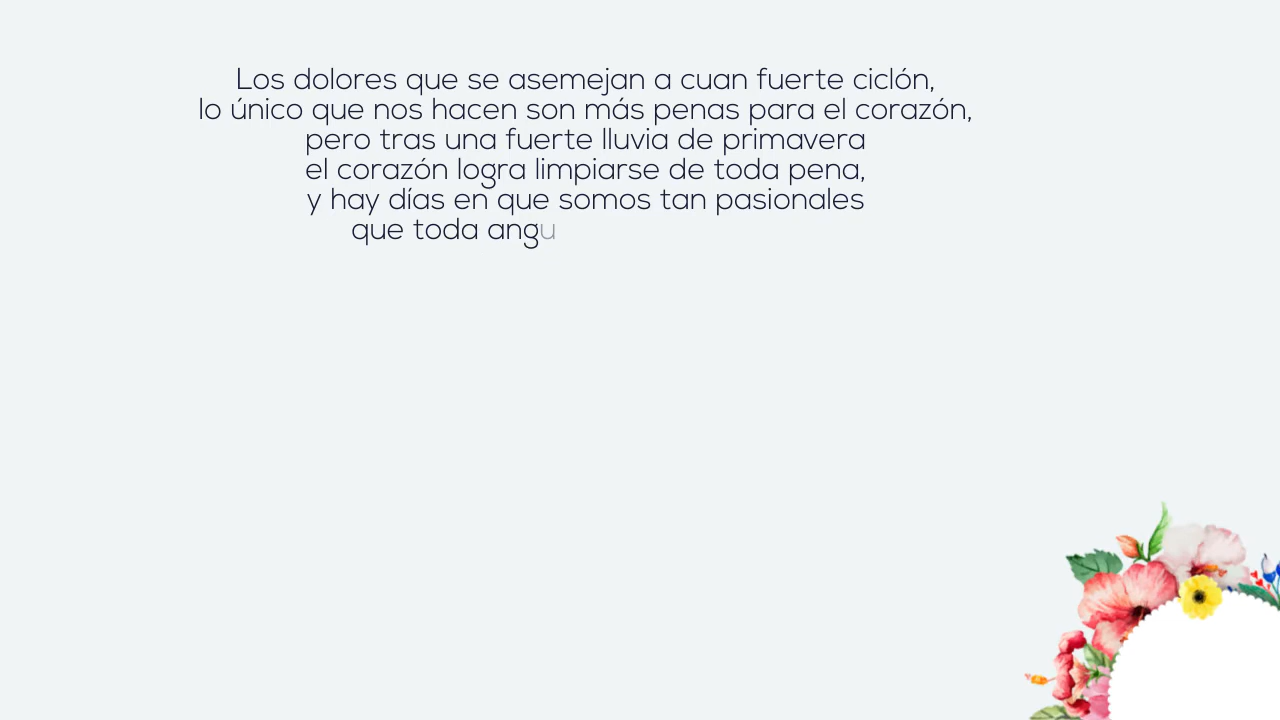 Los dolores que se asemejan a cuan fuerte ciclón,
lo único que nos hacen son más penas para el corazón,
pero tras una fuerte lluvia de primavera
el corazón logra limpiarse de toda pena,
y hay días en que somos tan pasionales
que toda angu